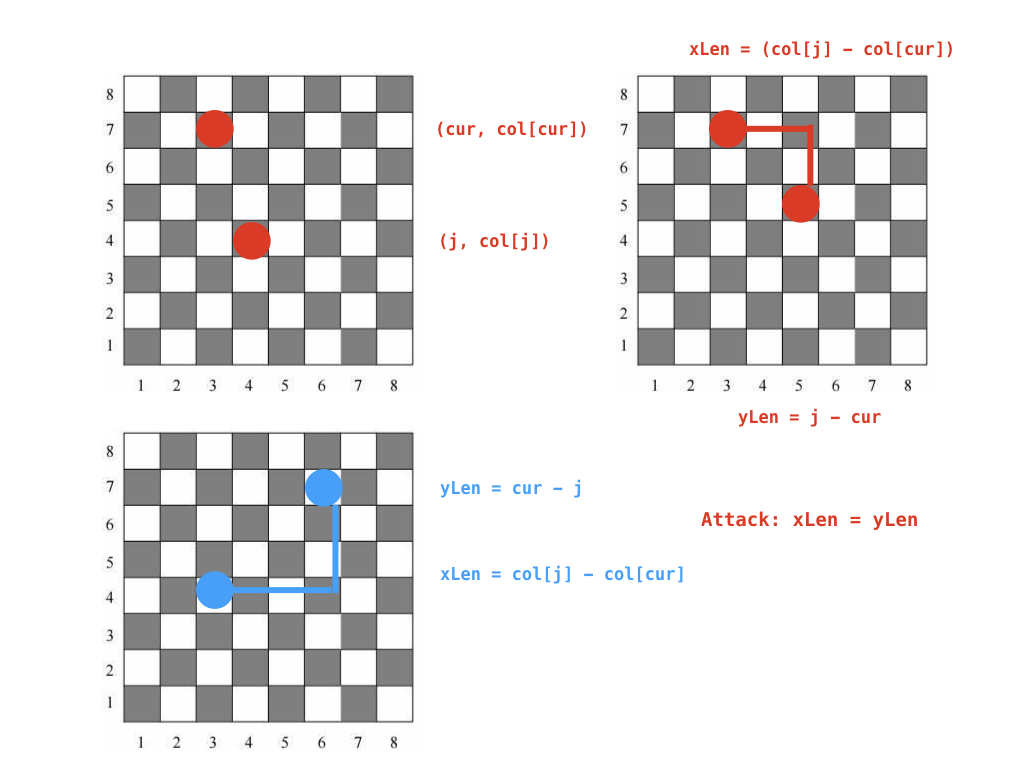 xLen = (col[j] - col[cur])
8
7
6
5
4
3
2
1
1 2 3 4 5 6 7 8
(cur, col[cur])
(j, col[j])
8
7
6
5
4
3
2
1
1 2 3 4 5 6 7 8
yLen = j - cur
8
7
6
5
4
3
2
1
1 2 3 4 5 6 7 8
yLen = cur - j
xLen = col[j] - col[cur]
Attack: xLen = yLen